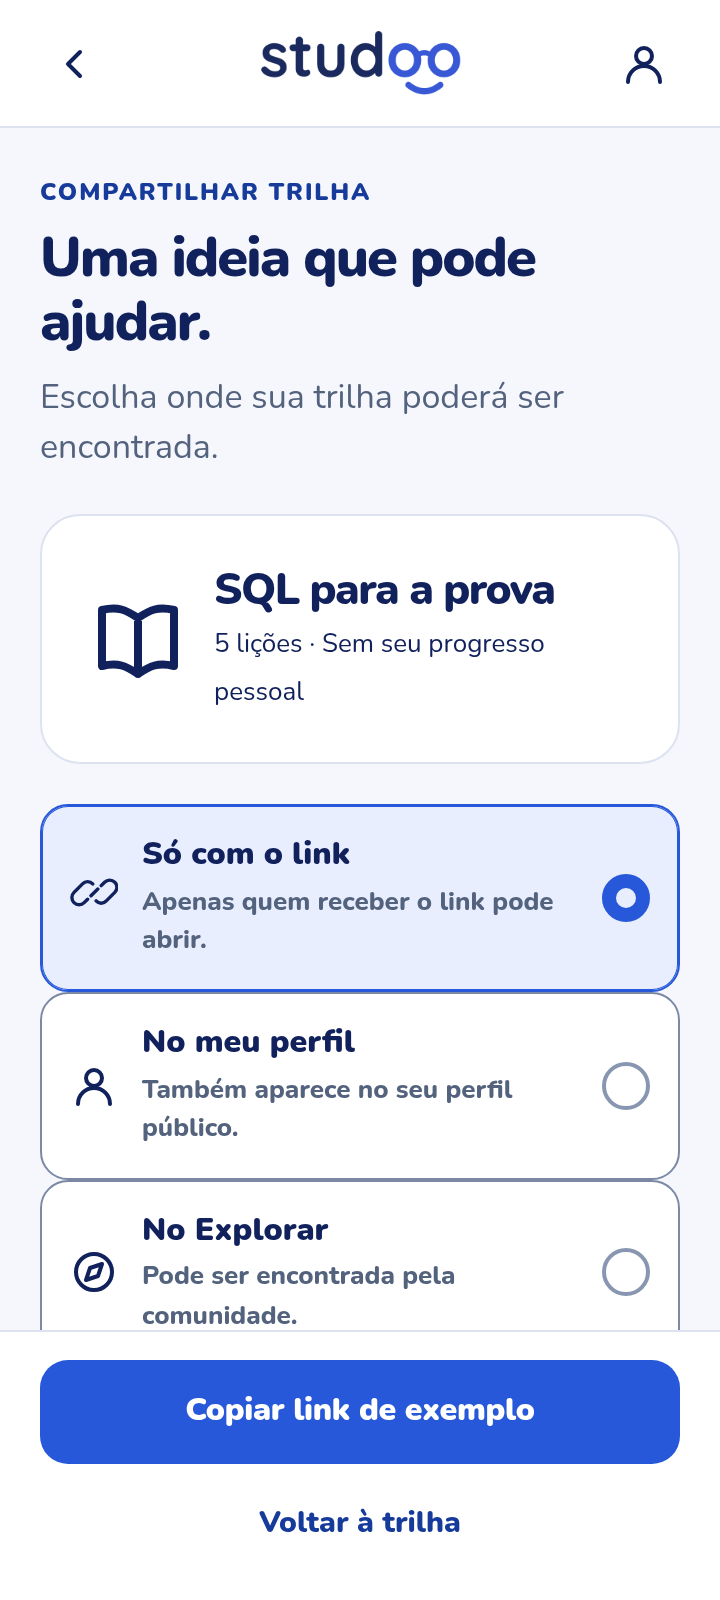 studoo
COMPARTILHAR TRILHA
Uma ideia que pode
ajudar.
Escolha onde sua trilha poderá ser
encontrada.
SQL para a prova
5 lições · Sem seu progresso
pessoal
Só com o link
Apenas quem receber o link pode
abrir.
No meu perfil
Também aparece no seu perfil
público.
No Explorar
Pode ser encontrada pela
comunidade.
Copiar link de exemplo
Voltar à trilha